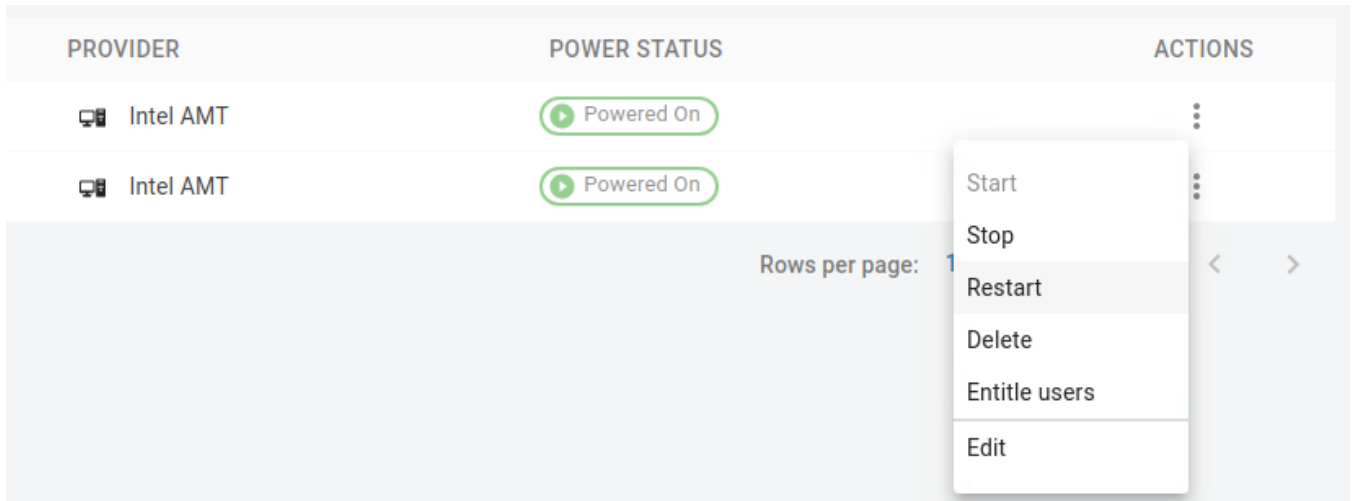 PROVIDER POWER STATUS ACTIONS
Intel AMT Powered On
Intel AMT Powered On
Start
Stop
Rows per page: 1
Restart
Delete
Entitle users
Edit